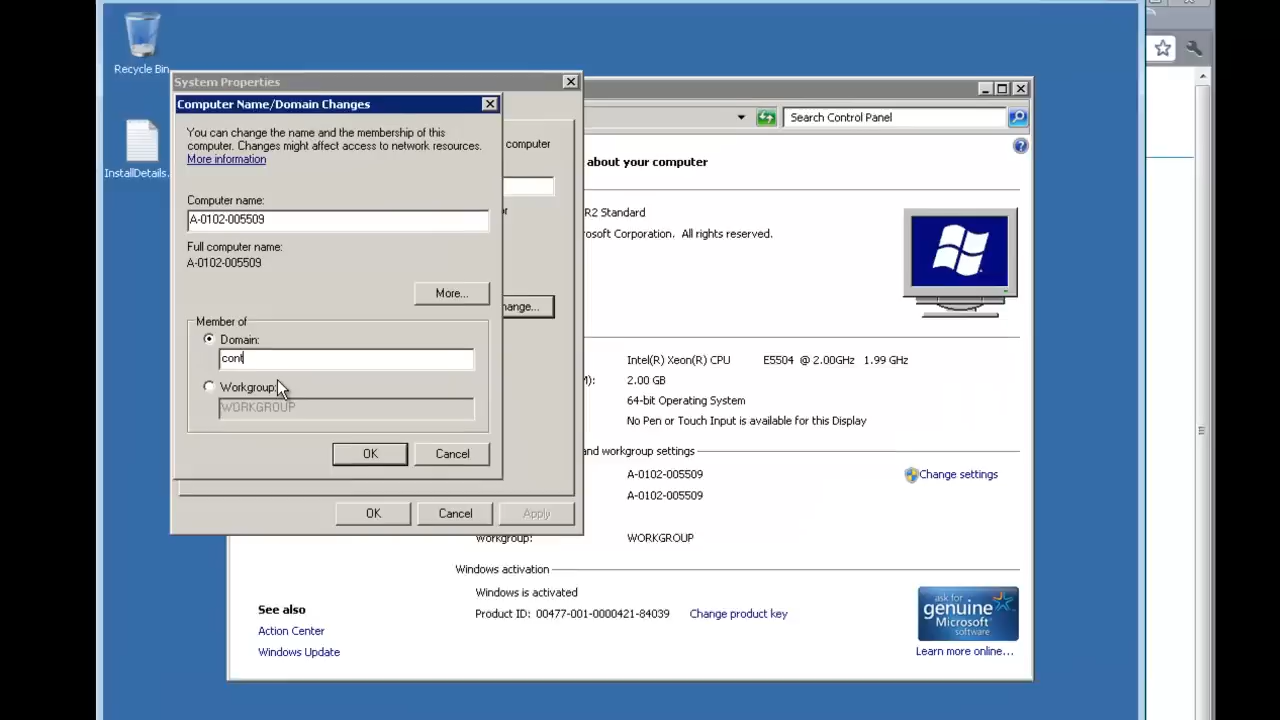 Recycle Bin
InstallDetails.
System Properties
Computer Name/Domain Changes
You can change the name and the membership of this
computer. Changes might affect access to network resources.
More information
computer
Computer name:
A-0102-005509
Full computer name:
A-0102-005509
More...
hange...
Member of
Domain:
cont
Workgroup:
WORKGROUP
OK
Cancel
OK
Cancel
Apply
Search Control Panel
about your computer
R2 Standard
rosoft Corporation. All rights reserved.
Intel(R) Xeon(R) CPU E5504 @ 2.00GHz 1.99 GHz
2.00 GB
64-bit Operating System
No Pen or Touch Input is available for this Display
and workgroup settings
A-0102-005509
Change settings
A-0102-005509
Workgroup:
WORKGROUP
Windows activation
Windows is activated
Product ID: 00477-001-0000421-84039
Change product key
See also
Action Center
Windows Update
ask for
genuine
Microsoft
software
Learn more online...